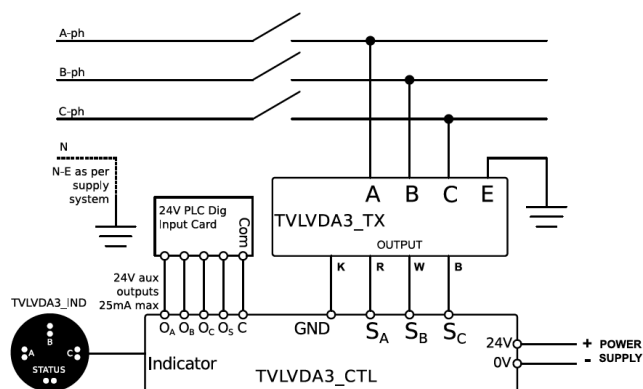 A-ph
B-ph
C-ph
N
N-E as per
supply
system
A B C E
TVLVDA3_TX
OUTPUT
24V PLC Dig
Input Card
Com
K R W B
24V aux
outputs
25mA max
OA OB OC OS C
GND SA SB SC
TVLVDA3_IND
B
A C
STATUS
Indicator
TVLVDA3_CTL
24V
0V
+ POWER
- SUPPLY